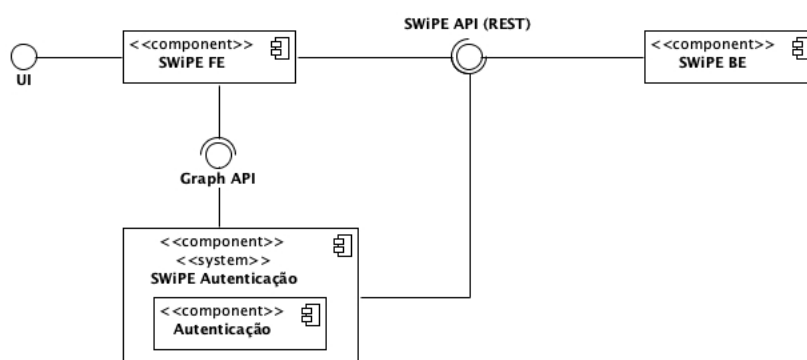 SWiPE API (REST)
<<component>>
SWiPE FE
<<component>>
SWiPE BE
UI
Graph API
<<component>>
<<system>>
SWiPE Autenticação
<<component>>
Autenticação